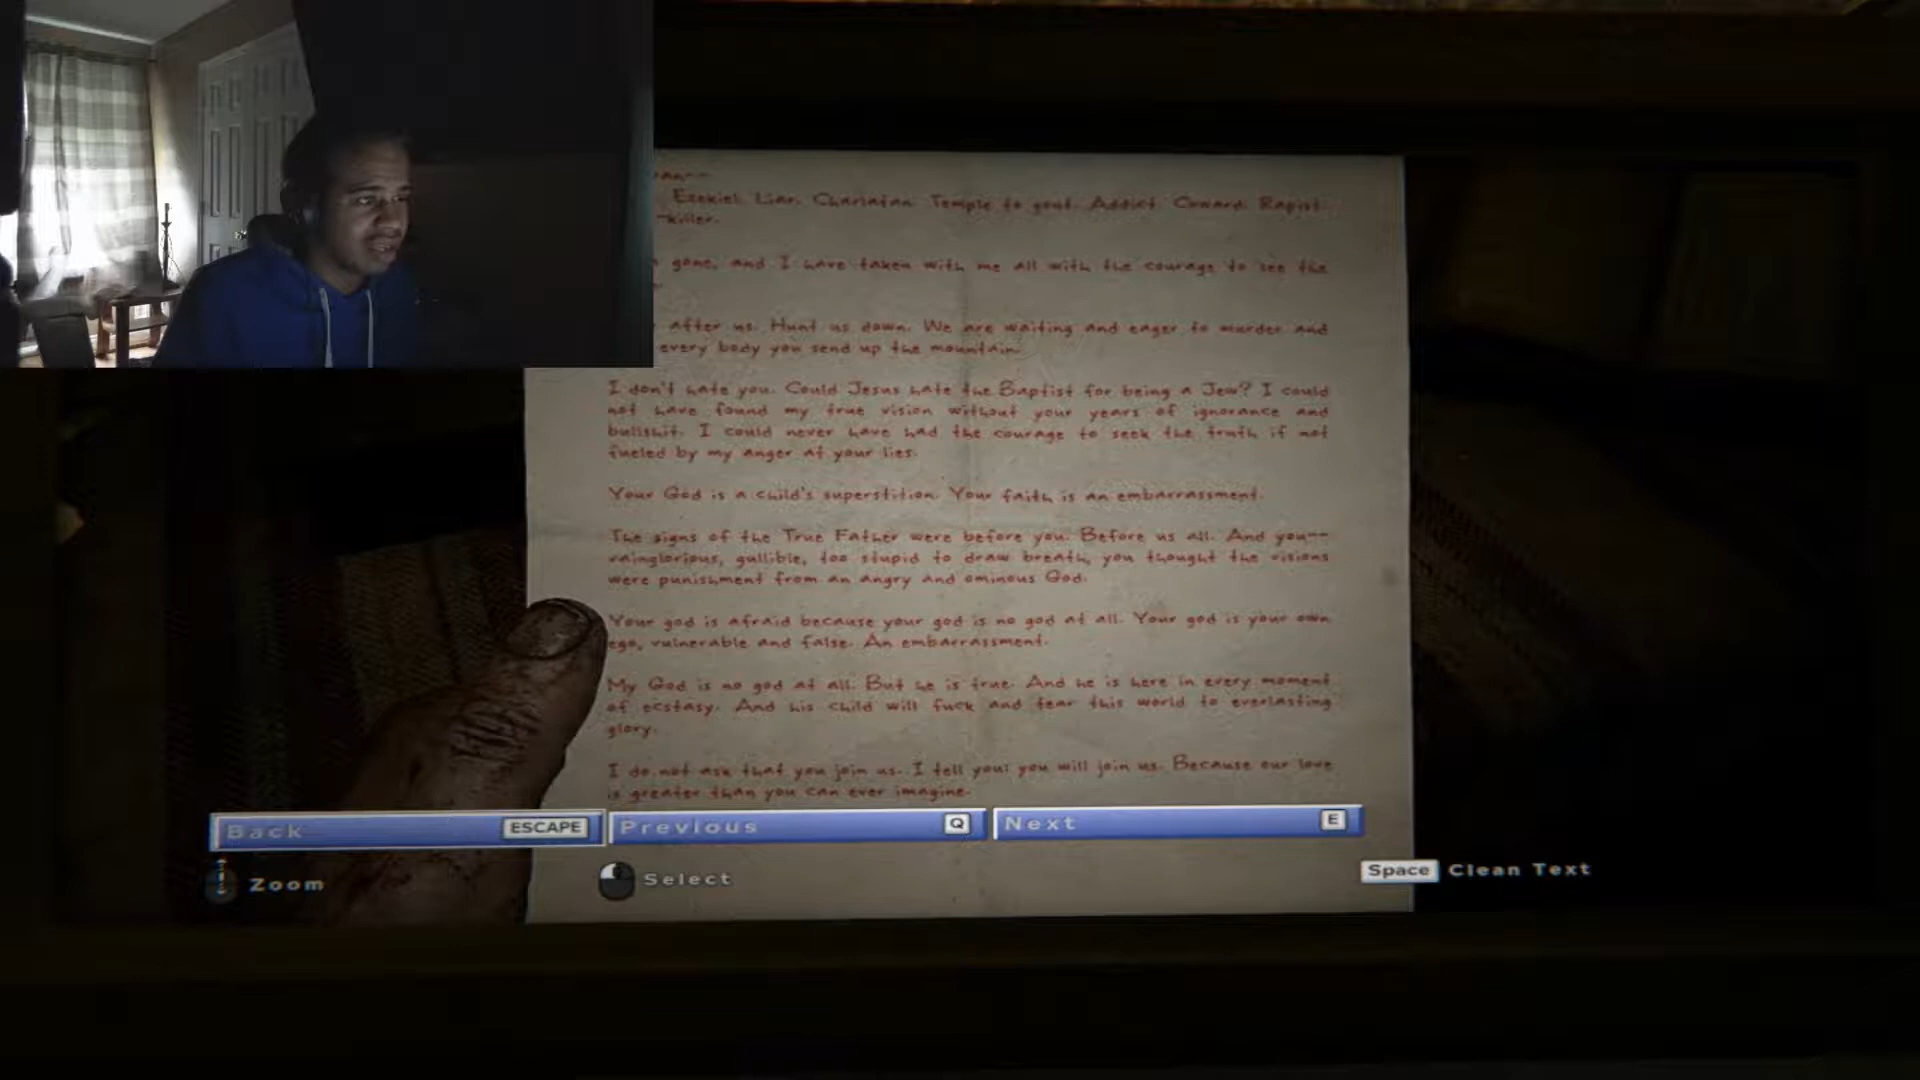 Ezekiel. Liar. Charlatan. Temple to gout. Addict. Coward. Rapist.
killer.
gone, and I have taken with me all with the courage to see the
after us. Hunt us down. We are waiting and eager to murder and
every body you send up the mountain.
I don't hate you. Could Jesus hate the Baptist for being a Jew? I could
not have found my true vision without your years of ignorance and
bullshit. I could never have had the courage to seek the truth if not
fueled by my anger at your lies.
Your God is a child's superstition. Your faith is an embarrassment.
The signs of the True Father were before you. Before us all. And you--
vainglorious, gullible, too stupid to draw breath, you thought the visions
were punishment from an angry and ominous God.
Your god is afraid because your god is no god at all. Your god is your own
ego, vulnerable and false. An embarrassment.
My God is no god at all. But he is true. And he is here in every moment
of ecstasy. And his child will fuck and tear this world to everlasting
glory.
I do not ask that you join us. I tell you: you will join us. Because our love
is greater than you can ever imagine.
Back ESCAPE Previous Q Next E
Zoom Select Space Clean Text